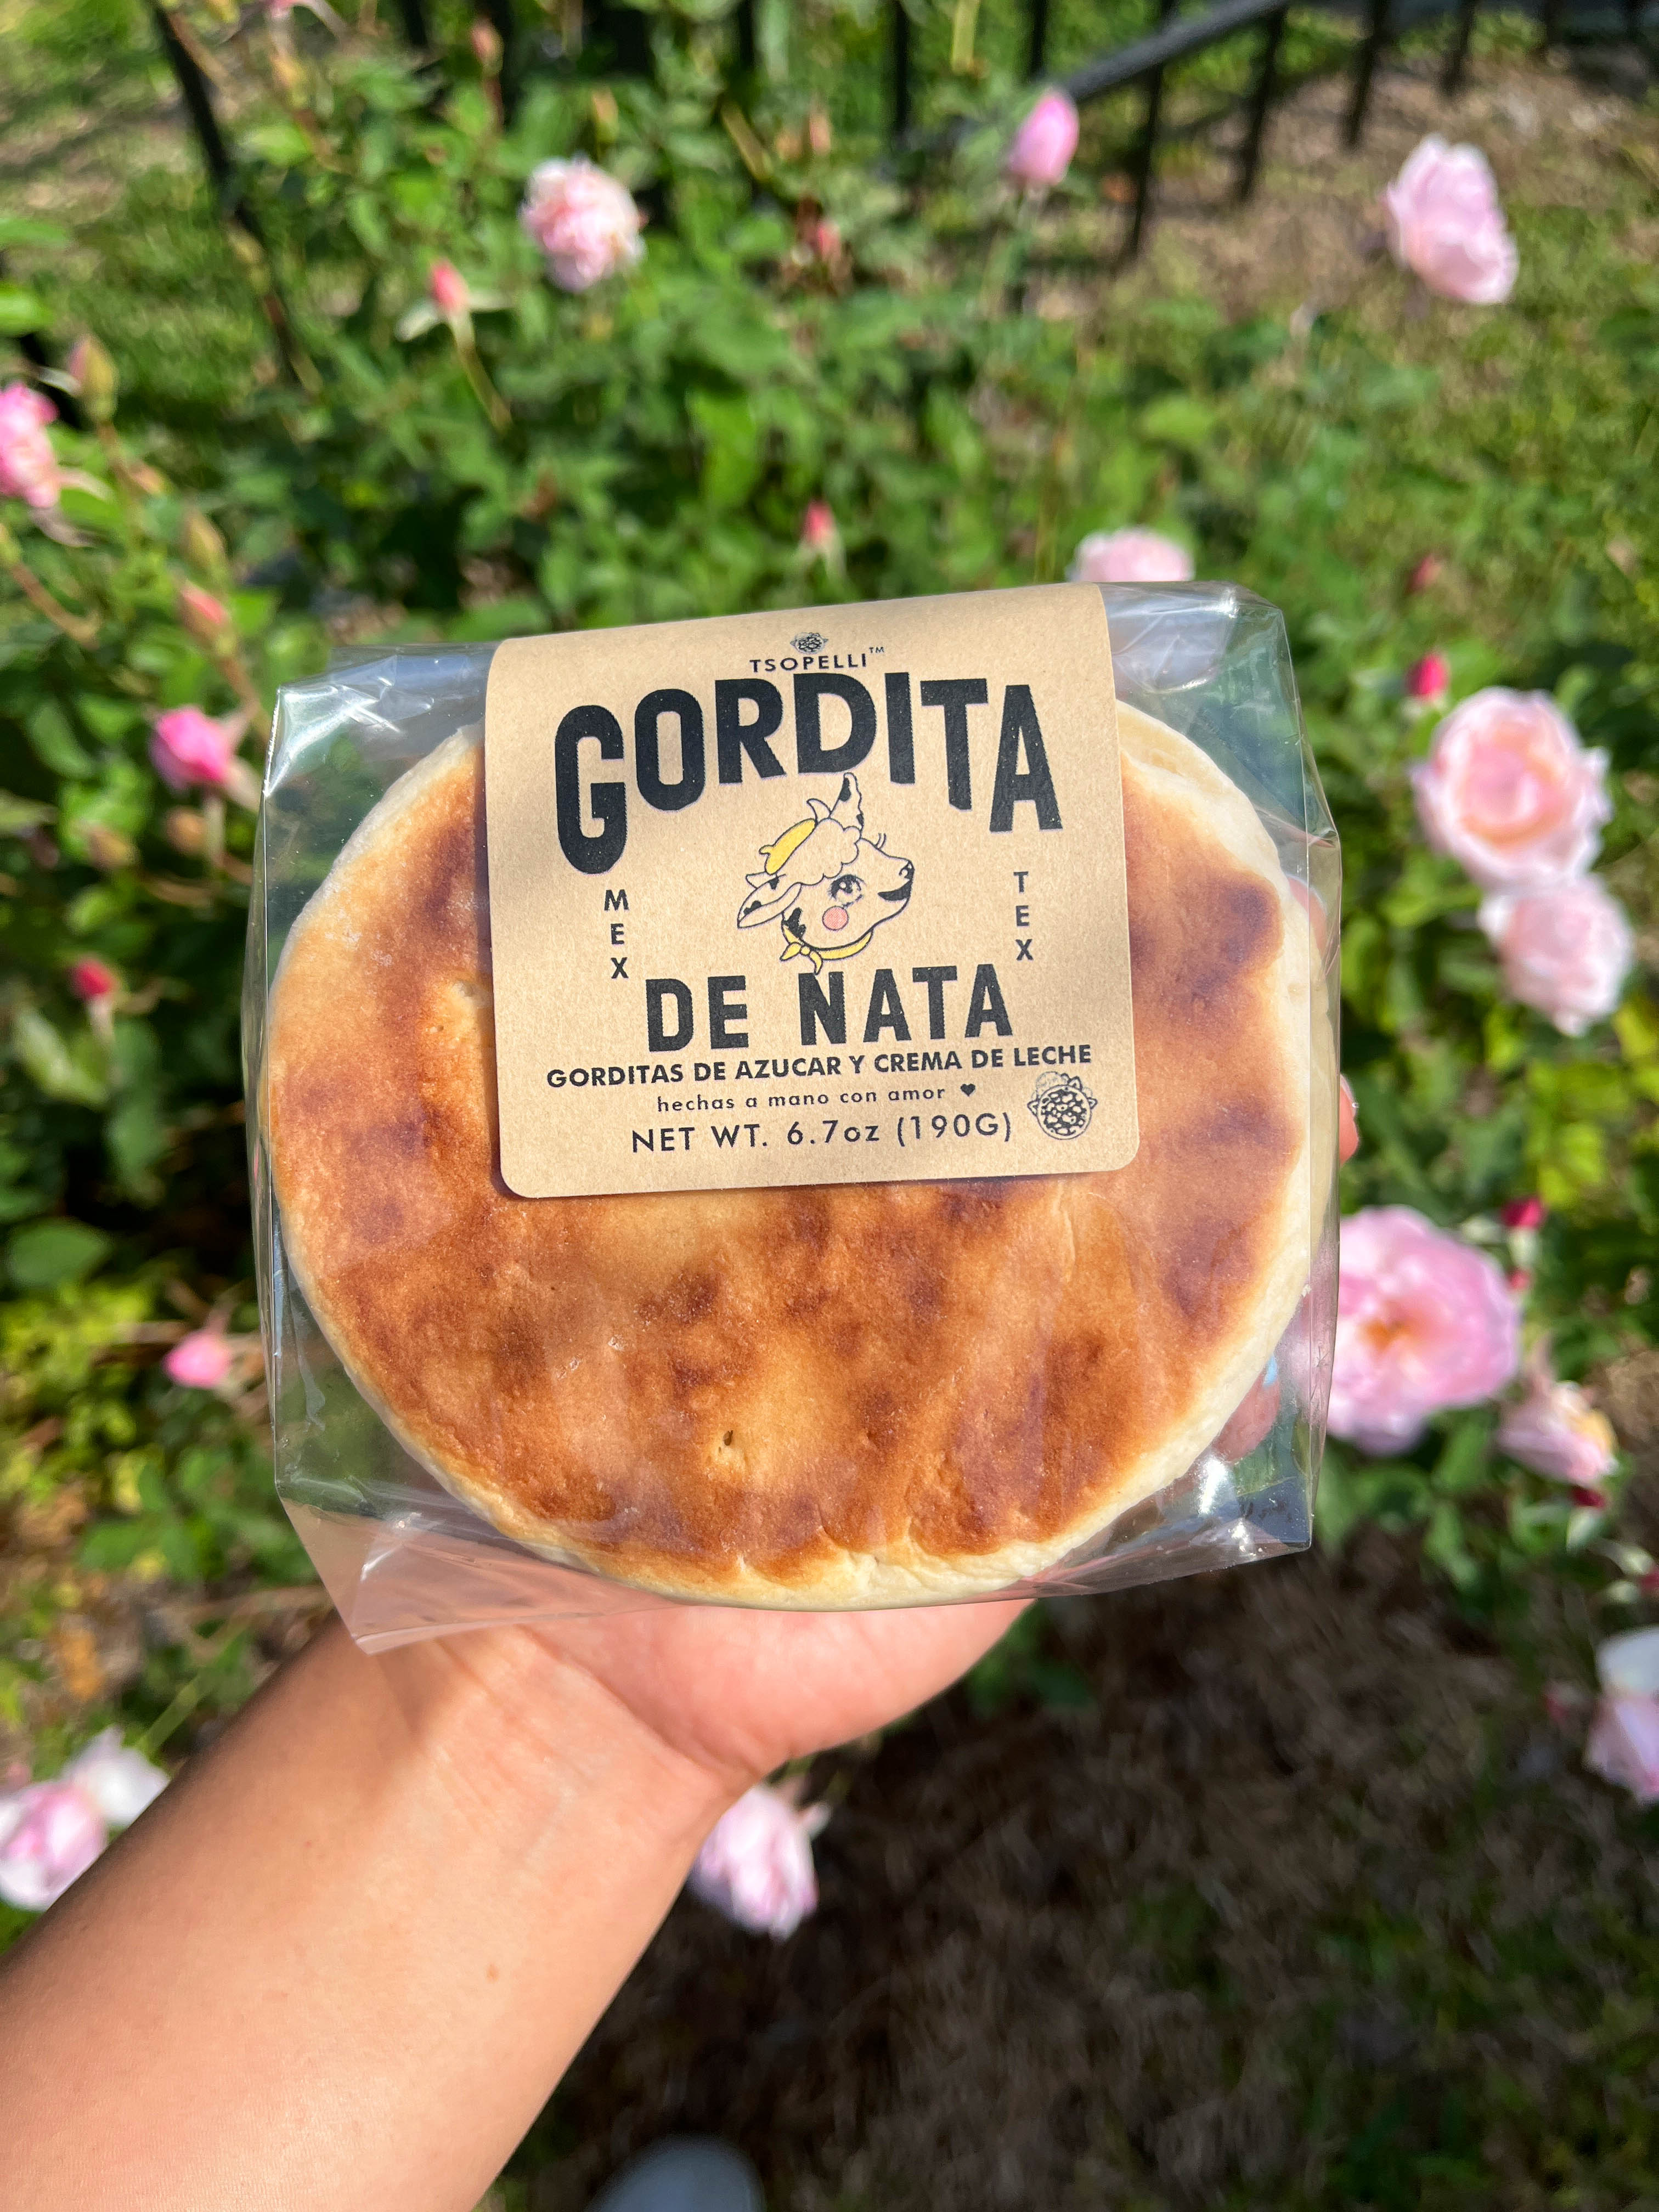 TSOPELLI™
GORDITA
MEX
TEX
DE NATA
GORDITAS DE AZUCAR Y CREMA DE LECHE
hechas a mano con amor ♥
NET WT. 6.7oz (190G)